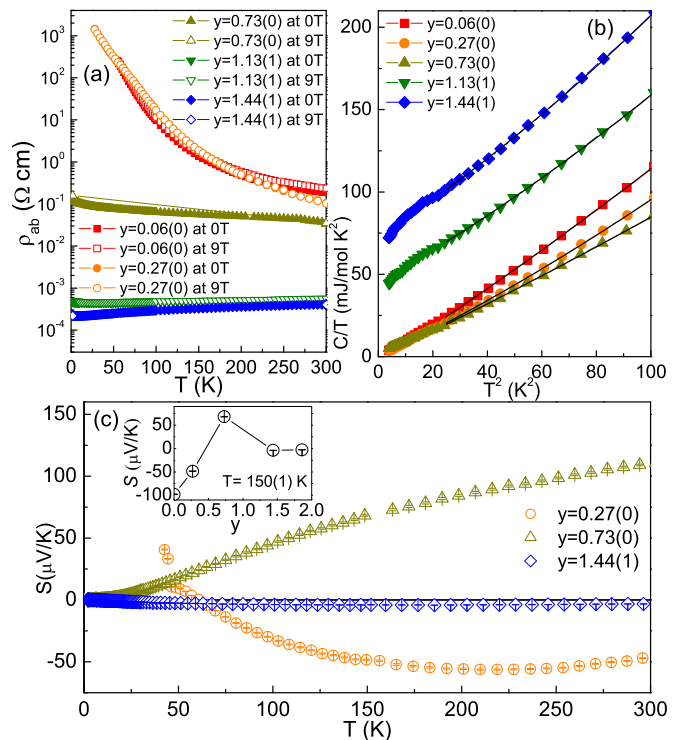 (a)
y=0.73(0) at 0T
y=0.73(0) at 9T
y=1.13(1) at 0T
y=1.13(1) at 9T
y=1.44(1) at 0T
y=1.44(1) at 9T
y=0.06(0) at 0T
y=0.06(0) at 9T
y=0.27(0) at 0T
y=0.27(0) at 9T
10³
10²
10¹
10⁰
10⁻¹
10⁻²
10⁻³
10⁻⁴
ρab (Ω cm)
0 50 100 150 200 250 300
T (K)
(b)
y=0.06(0)
y=0.27(0)
y=0.73(0)
y=1.13(1)
y=1.44(1)
200
150
100
50
0
C/T (mJ/mol K²)
0 20 40 60 80 100
T² (K²)
(c)
150
100
50
0
-50
S(μV/K)
0 50 100 150 200 250 300
T (K)
50
0
-50
-100
S (μV/K)
T= 150(1) K
0.0 0.5 1.0 1.5 2.0
y
y=0.27(0)
y=0.73(0)
y=1.44(1)